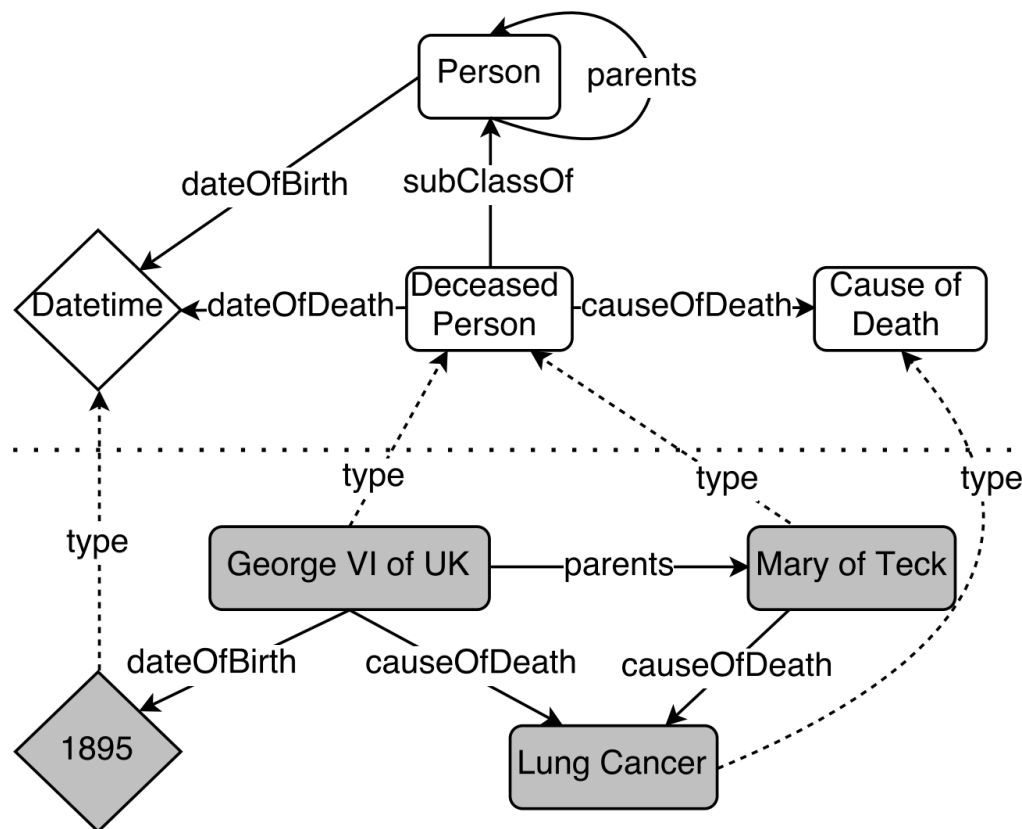 Person
parents
dateOfBirth
subClassOf
Datetime
dateOfDeath
Deceased
Person
causeOfDeath
Cause of
Death
type
type
type
type
George VI of UK
parents
Mary of Teck
dateOfBirth
causeOfDeath
causeOfDeath
1895
Lung Cancer